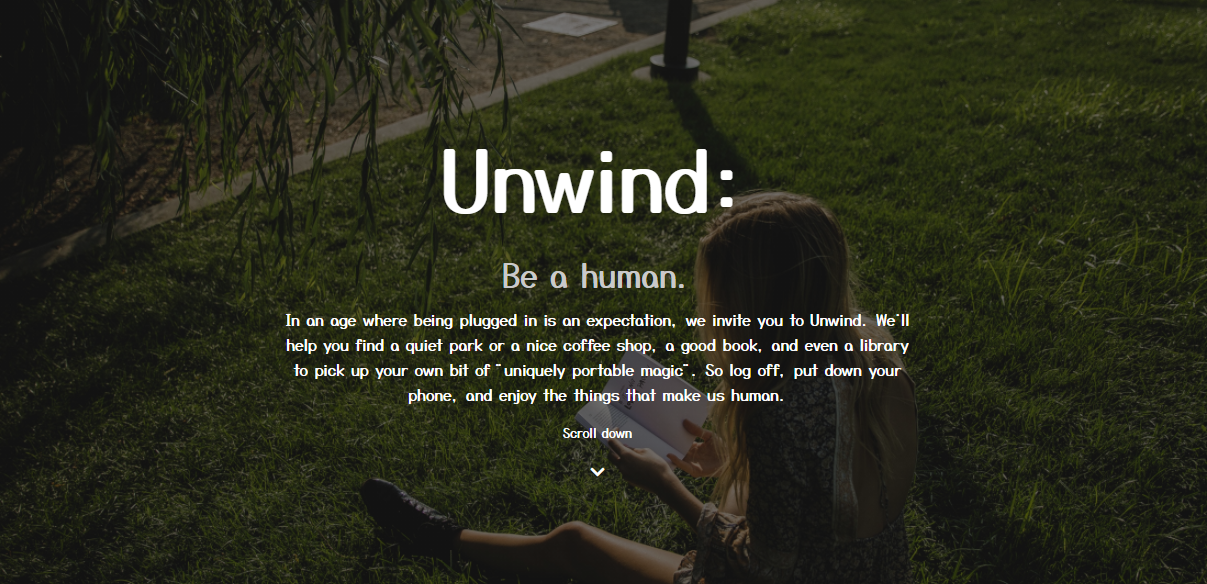 Unwind:
Be a human.
In an age where being plugged in is an expectation, we invite you to Unwind. We'll
help you find a quiet park or a nice coffee shop, a good book, and even a library
to pick up your own bit of "uniquely portable magic". So log off, put down your
phone, and enjoy the things that make us human.
Scroll down